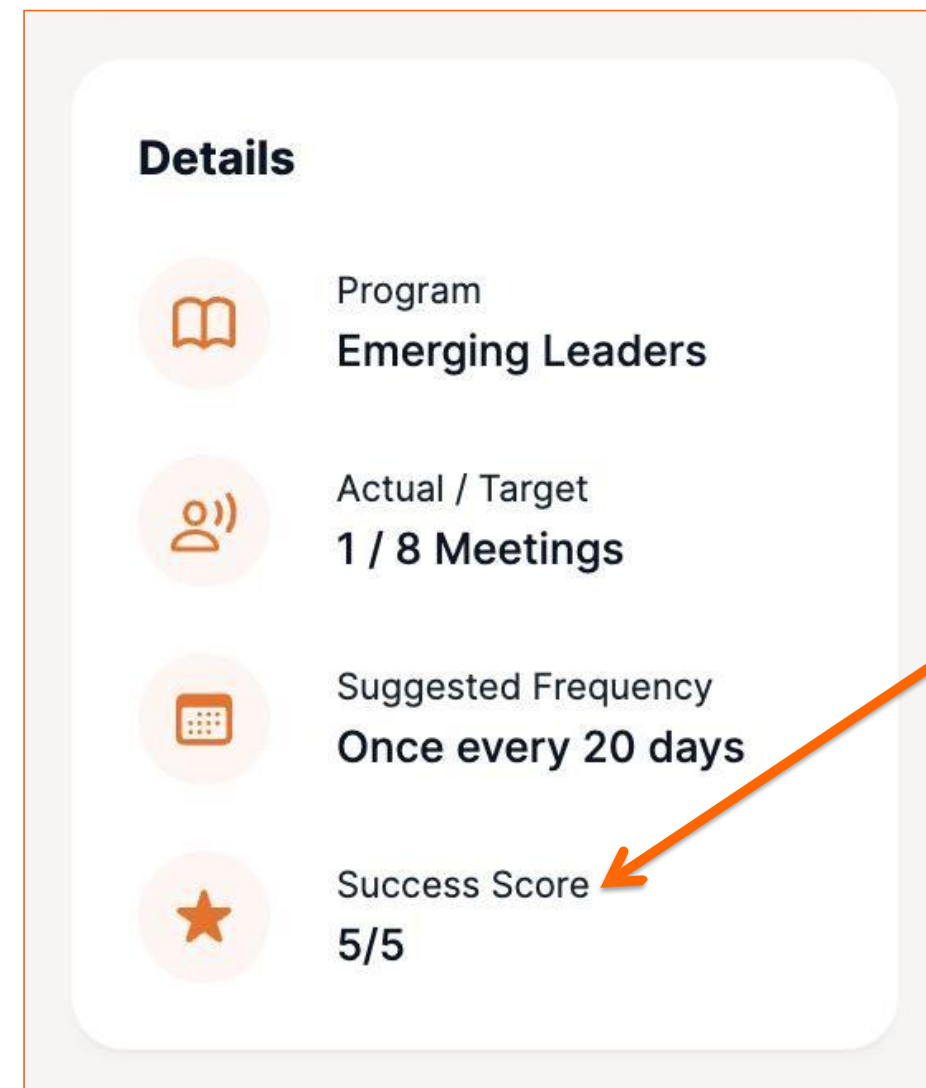 Details
Program
Emerging Leaders
Actual / Target
1 / 8 Meetings
Suggested Frequency
Once every 20 days
Success Score
5/5